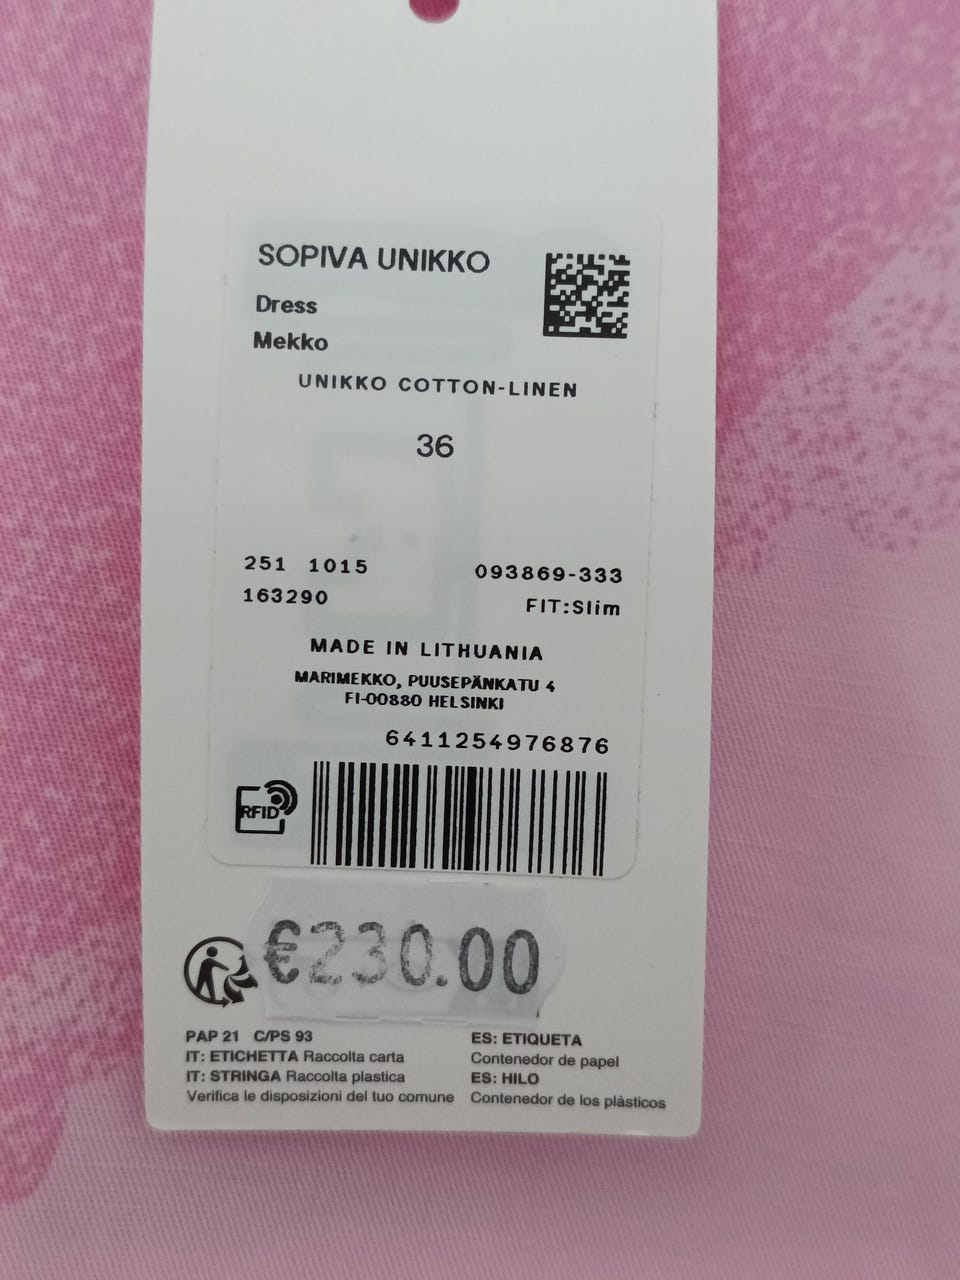 SOPIVA UNIKKO
Dress
Mekko
UNIKKO COTTON-LINEN
36
251 1015
093869-333
163290
FIT:Slim
MADE IN LITHUANIA
MARIMEKKO, PUUSEPÄNKATU 4
FI-00880 HELSINKI
6411254976876
RFID
€230.00
PAP 21 C/PS 93
IT: ETICHETTA Raccolta carta
IT: STRINGA Raccolta plastica
Verifica le disposizioni del tuo comune
ES: ETIQUETA
Contenedor de papel
ES: HILO
Contenedor de los plásticos